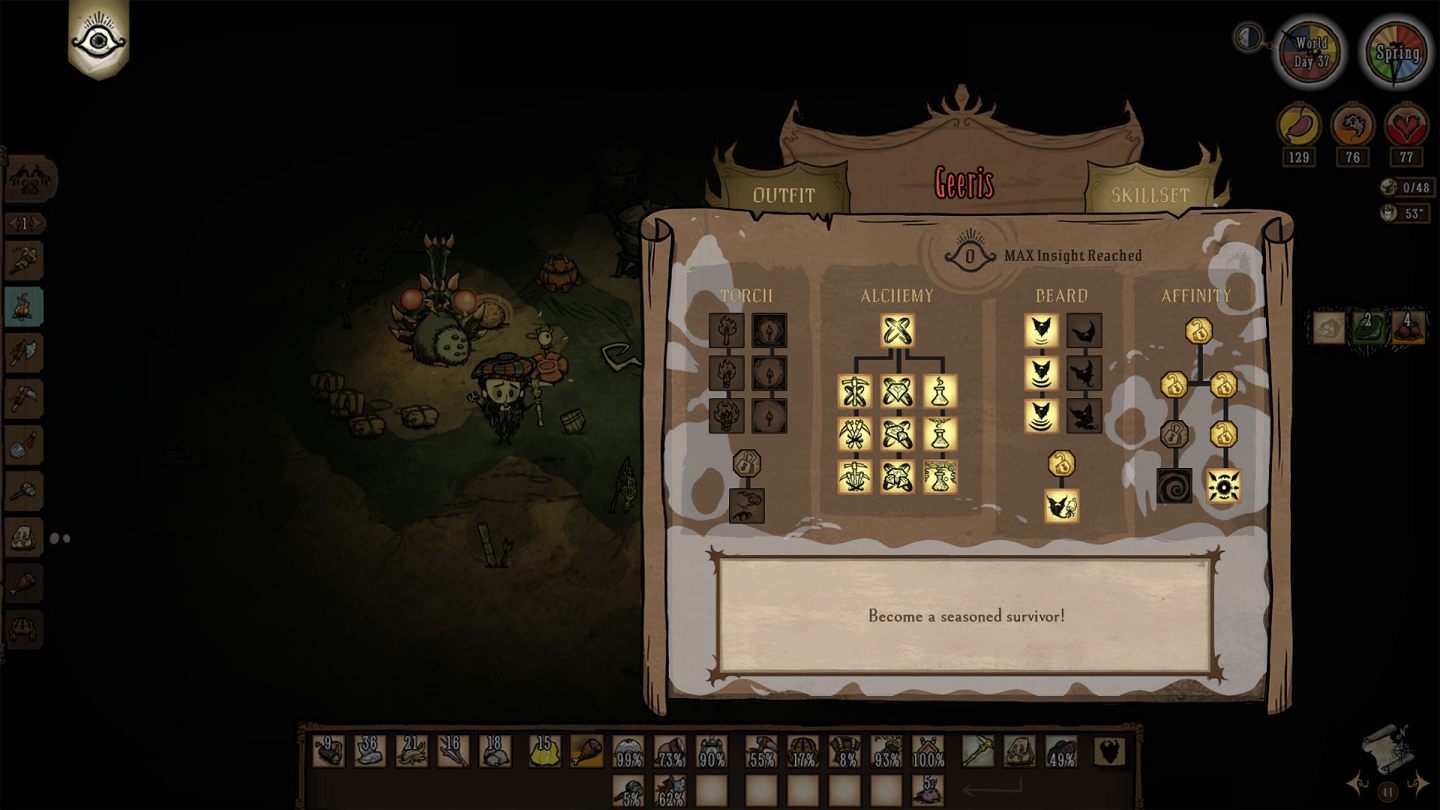 World
Day 37
Spring
129
76
77
0/48
53°
1
OUTFIT
Geeris
SKILLSET
0
MAX Insight Reached
TORCH
ALCHEMY
BEARD
AFFINITY
2
4
Become a seasoned survivor!
9
36
21
16
18
15
99%
73%
90%
55%
17%
8%
93%
100%
49%
5%
62%
5